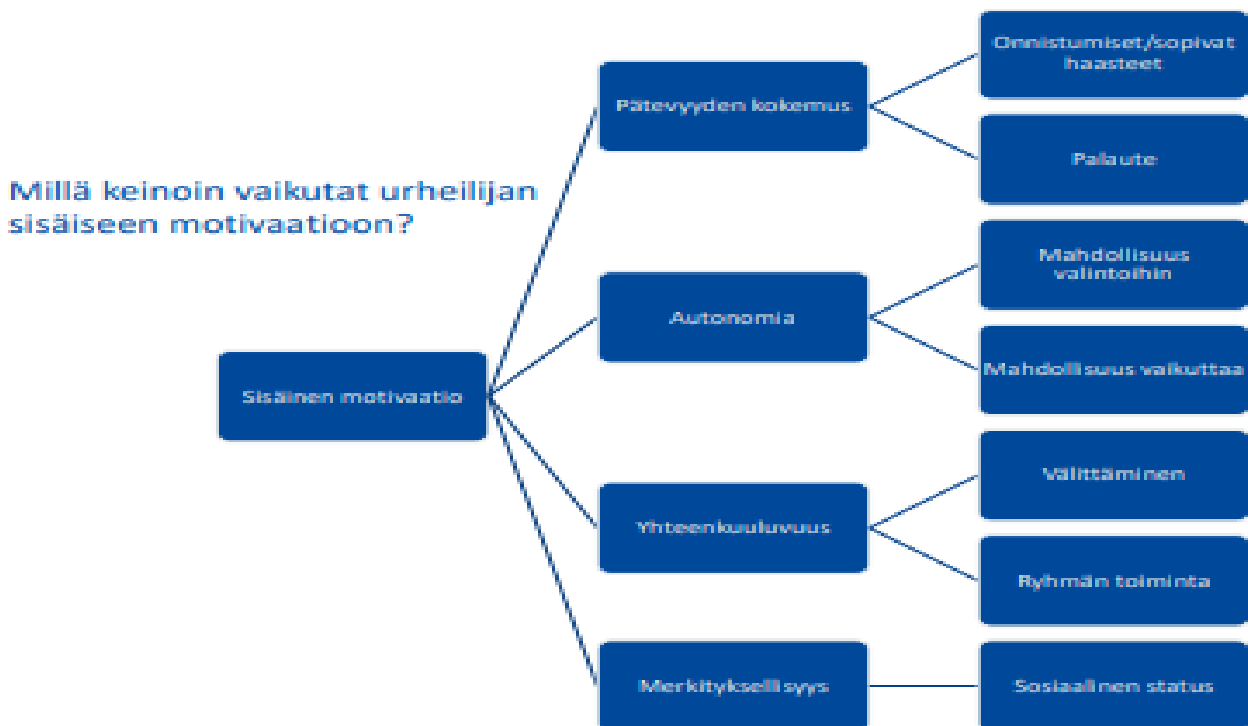 Millä keinoin vaikutat urheilijan
sisäiseen motivaatioon?
Sisäinen motivaatio
Pätevyyden kokemus
Onnistumiset/sopivat
haasteet
Palaute
Autonomia
Mahdollisuus
valintoihin
Mahdollisuus vaikuttaa
Yhteenkuuluvuus
Välittäminen
Ryhmän toiminta
Merkityksellisyys
Sosiaalinen status